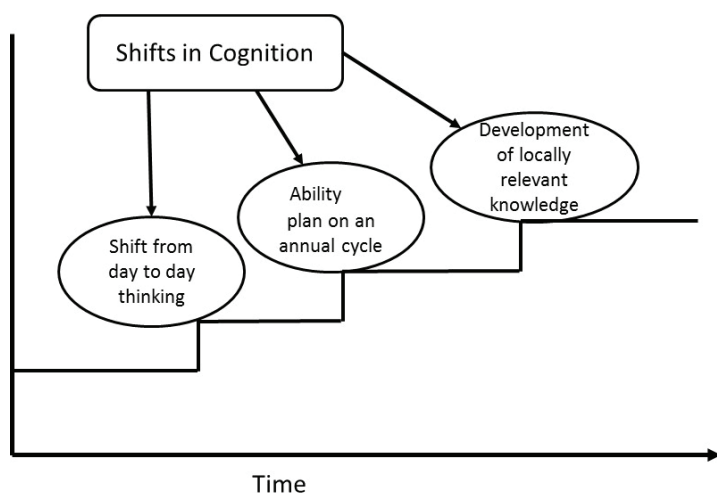 Shifts in Cognition
Shift from
day to day
thinking
Ability
plan on an
annual cycle
Development
of locally
relevant
knowledge
Time